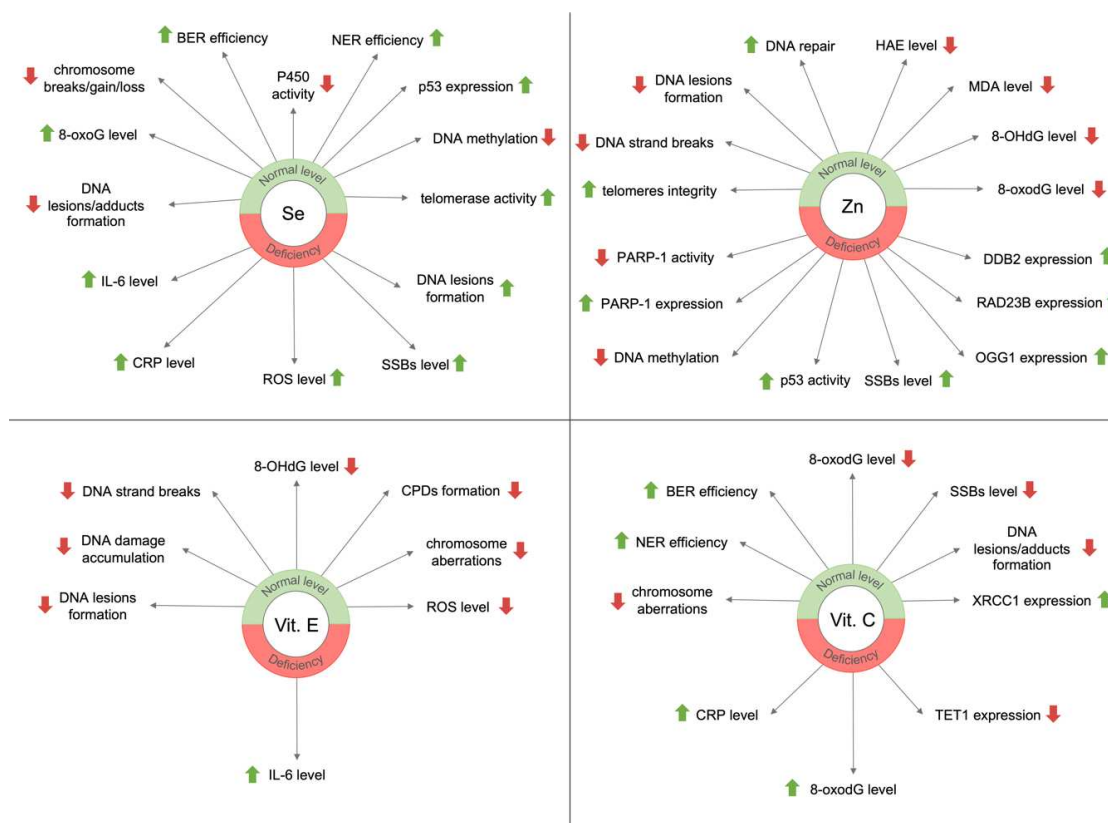 BER efficiency
NER efficiency
chromosome
breaks/gain/loss
P450
activity
p53 expression
8-oxoG level
DNA methylation
DNA
lesions/adducts
formation
telomerase activity
Normal level
Se
Deficiency
IL-6 level
DNA lesions
formation
CRP level
ROS level
SSBs level
DNA repair
HAE level
DNA lesions
formation
MDA level
DNA strand breaks
8-OHdG level
telomeres integrity
8-oxodG level
Normal level
Zn
Deficiency
PARP-1 activity
DDB2 expression
PARP-1 expression
RAD23B expression
DNA methylation
OGG1 expression
p53 activity
SSBs level
8-OHdG level
DNA strand breaks
CPDs formation
DNA damage
accumulation
chromosome
aberrations
DNA lesions
formation
ROS level
Normal level
Vit. E
Deficiency
IL-6 level
8-oxodG level
BER efficiency
SSBs level
NER efficiency
DNA
lesions/adducts
formation
chromosome
aberrations
XRCC1 expression
Normal level
Vit. C
Deficiency
CRP level
TET1 expression
8-oxodG level